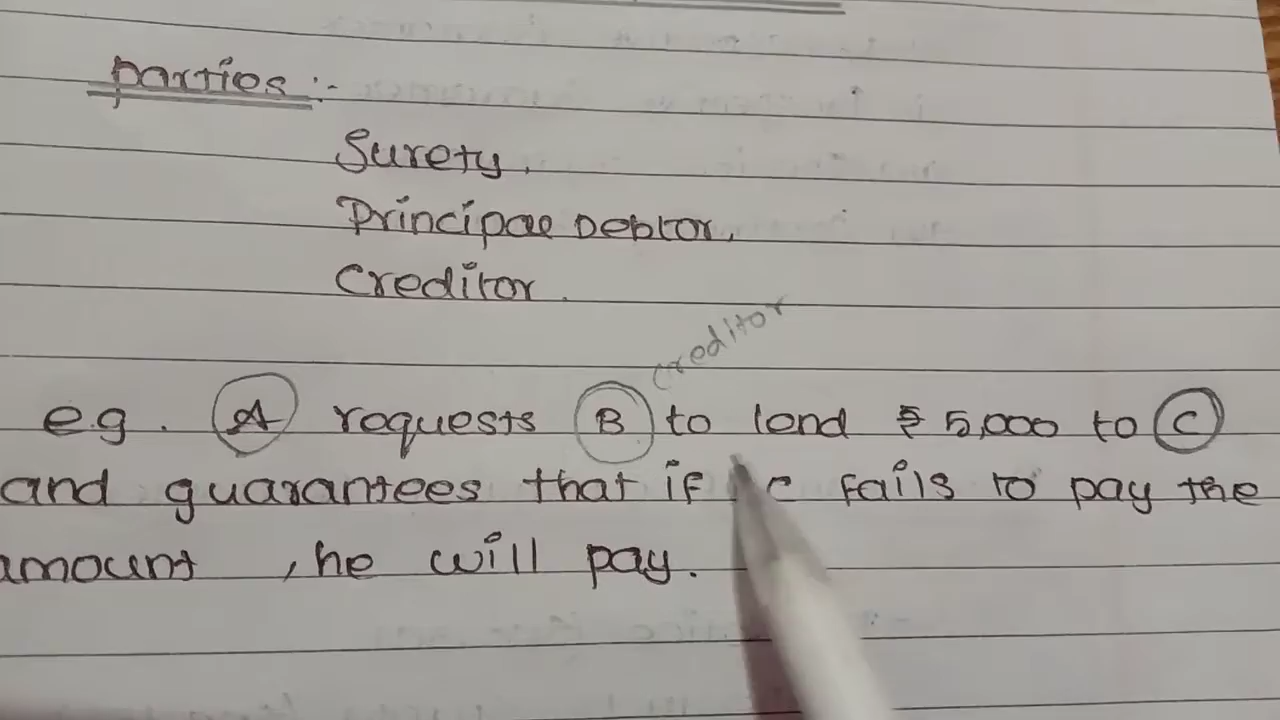 parties :-
Surety,
Principal Debtor,
Creditor.
creditor
e.g. A requests B to lend ₹ 5,000 to C
and guarantees that if C fails to pay the
amount, he will pay.